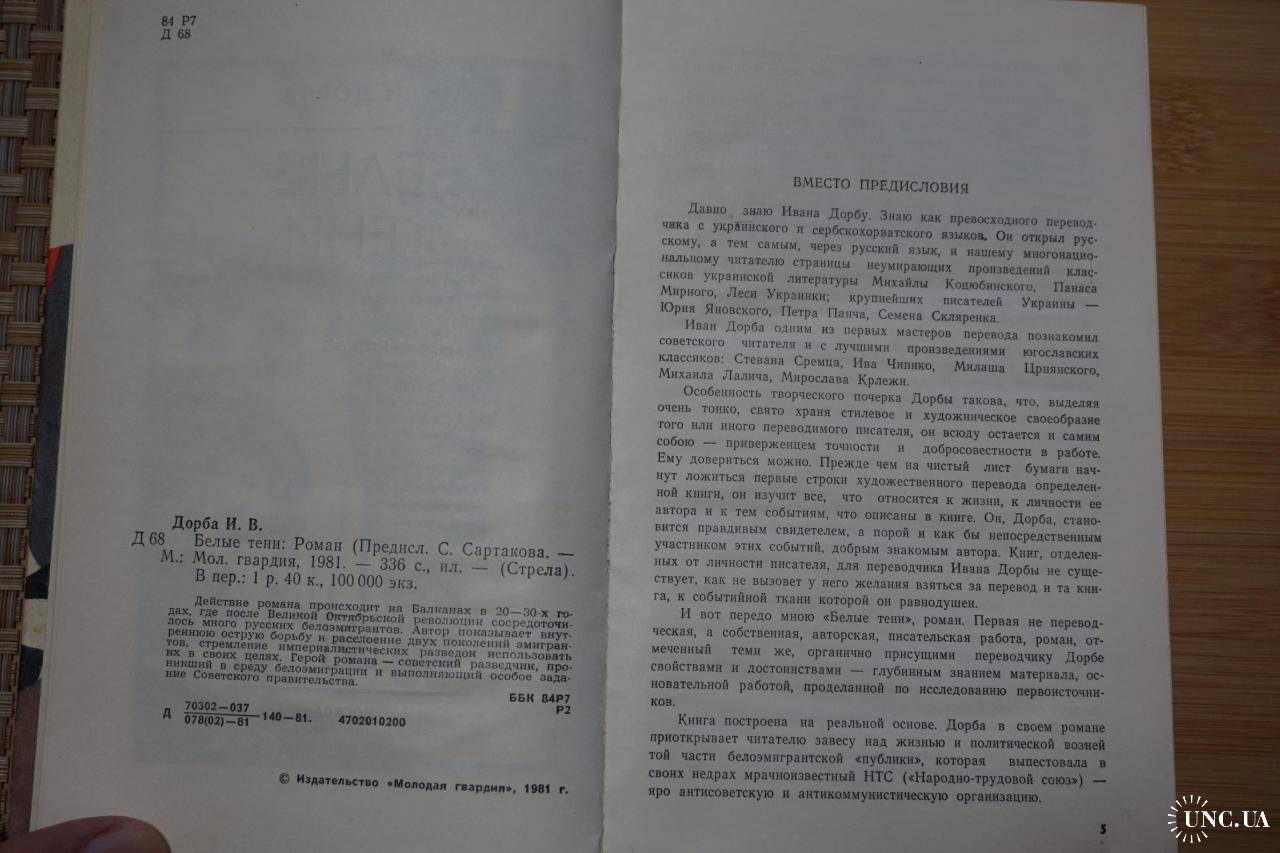 84 Р7
Д 68
Дорба И. В.
Д 68 Белые тени: Роман (Предисл. С. Сартакова. —
М.: Мол. гвардия, 1981. — 336 с., ил. — (Стрела).
В пер.: 1 р. 40 к., 100 000 экз.
Действие романа происходит на Балканах в 20—30-х го-
дах, где после Великой Октябрьской революции сосредоточи-
лось много русских белоэмигрантов. Автор показывает внут-
реннюю острую борьбу и расслоение двух поколений эмигран-
тов, стремление империалистических разведок использовать
их в своих целях. Герой романа — советский разведчик, про-
никший в среду белоэмиграции и выполняющий особое зада-
ние Советского правительства.
ББК 84Р7
Р2
Д 70302—037
078(02)—81 140—81. 4702010200
© Издательство «Молодая гвардия», 1981 г.
ВМЕСТО ПРЕДИСЛОВИЯ
Давно знаю Ивана Дорбу. Знаю как превосходного перевод-
чика с украинского и сербскохорватского языков. Он открыл рус-
скому, а тем самым, через русский язык, и нашему многонацио-
нальному читателю страницы неумирающих произведений клас-
сиков украинской литературы Михайлы Коцюбинского, Панаса
Мирного, Леси Украинки; крупнейших писателей Украины —
Юрия Яновского, Петра Панча, Семена Скляренка.
Иван Дорба одним из первых мастеров перевода познакомил
советского читателя и с лучшими произведениями югославских
классиков: Стевана Сремца, Ива Чипико, Милаша Црнянского,
Михаила Лалича, Мирослава Крлежи.
Особенность творческого почерка Дорбы такова, что, выделяя
очень тонко, свято храня стилевое и художническое своеобразие
того или иного переводимого писателя, он всюду остается и самим
собою — приверженцем точности и добросовестности в работе.
Ему довериться можно. Прежде чем на чистый лист бумаги нач-
нут ложиться первые строки художественного перевода определен-
ной книги, он изучит все, что относится к жизни, к личности ее
автора и к тем событиям, что описаны в книге. Он, Дорба, стано-
вится правдивым свидетелем, а порой и как бы непосредственным
участником этих событий, добрым знакомым автора. Книг, отделен-
ных от личности писателя, для переводчика Ивана Дорбы не суще-
ствует, как не вызовет у него желания взяться за перевод и та кни-
га, к событийной ткани которой он равнодушен.
И вот передо мною «Белые тени», роман. Первая не перевод-
ческая, а собственная, авторская, писательская работа, роман, от-
меченный теми же, органично присущими переводчику Дорбе
свойствами и достоинствами — глубинным знанием материала, ос-
новательной работой, проделанной по исследованию первоисточни-
ков.
Книга построена на реальной основе. Дорба в своем романе
приоткрывает читателю завесу над жизнью и политической возней
той части белоэмигрантской «публики», которая выпестовала в
своих недрах мрачноизвестный НТС («Народно-трудовой союз») —
яро антисоветскую и антикоммунистическую организацию.
5
UNC.UA